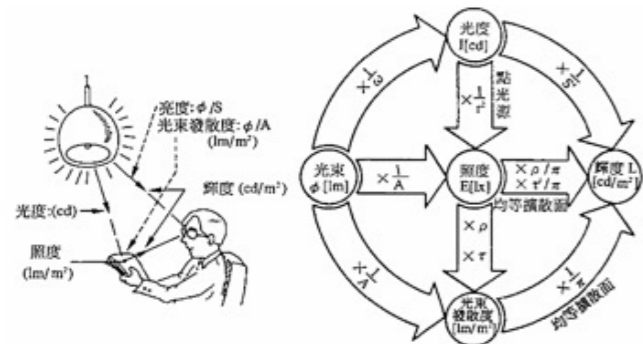 亮度:φ/S
光束發散度:φ/A
(lm/m²)
輝度(cd/m²)
光度:(cd)
照度
(lm/m²)
光度
I[cd]
×1/ω
×1/r²
點光源
×1/S'
光束
φ[lm]
×1/A
照度
E[lx]
×ρ/π
×τ/π
均等擴散面
輝度L
[cd/m²]
×1/A
×ρ
×τ
×1/π
均等擴散面
光束
發散度
[lm/m²]